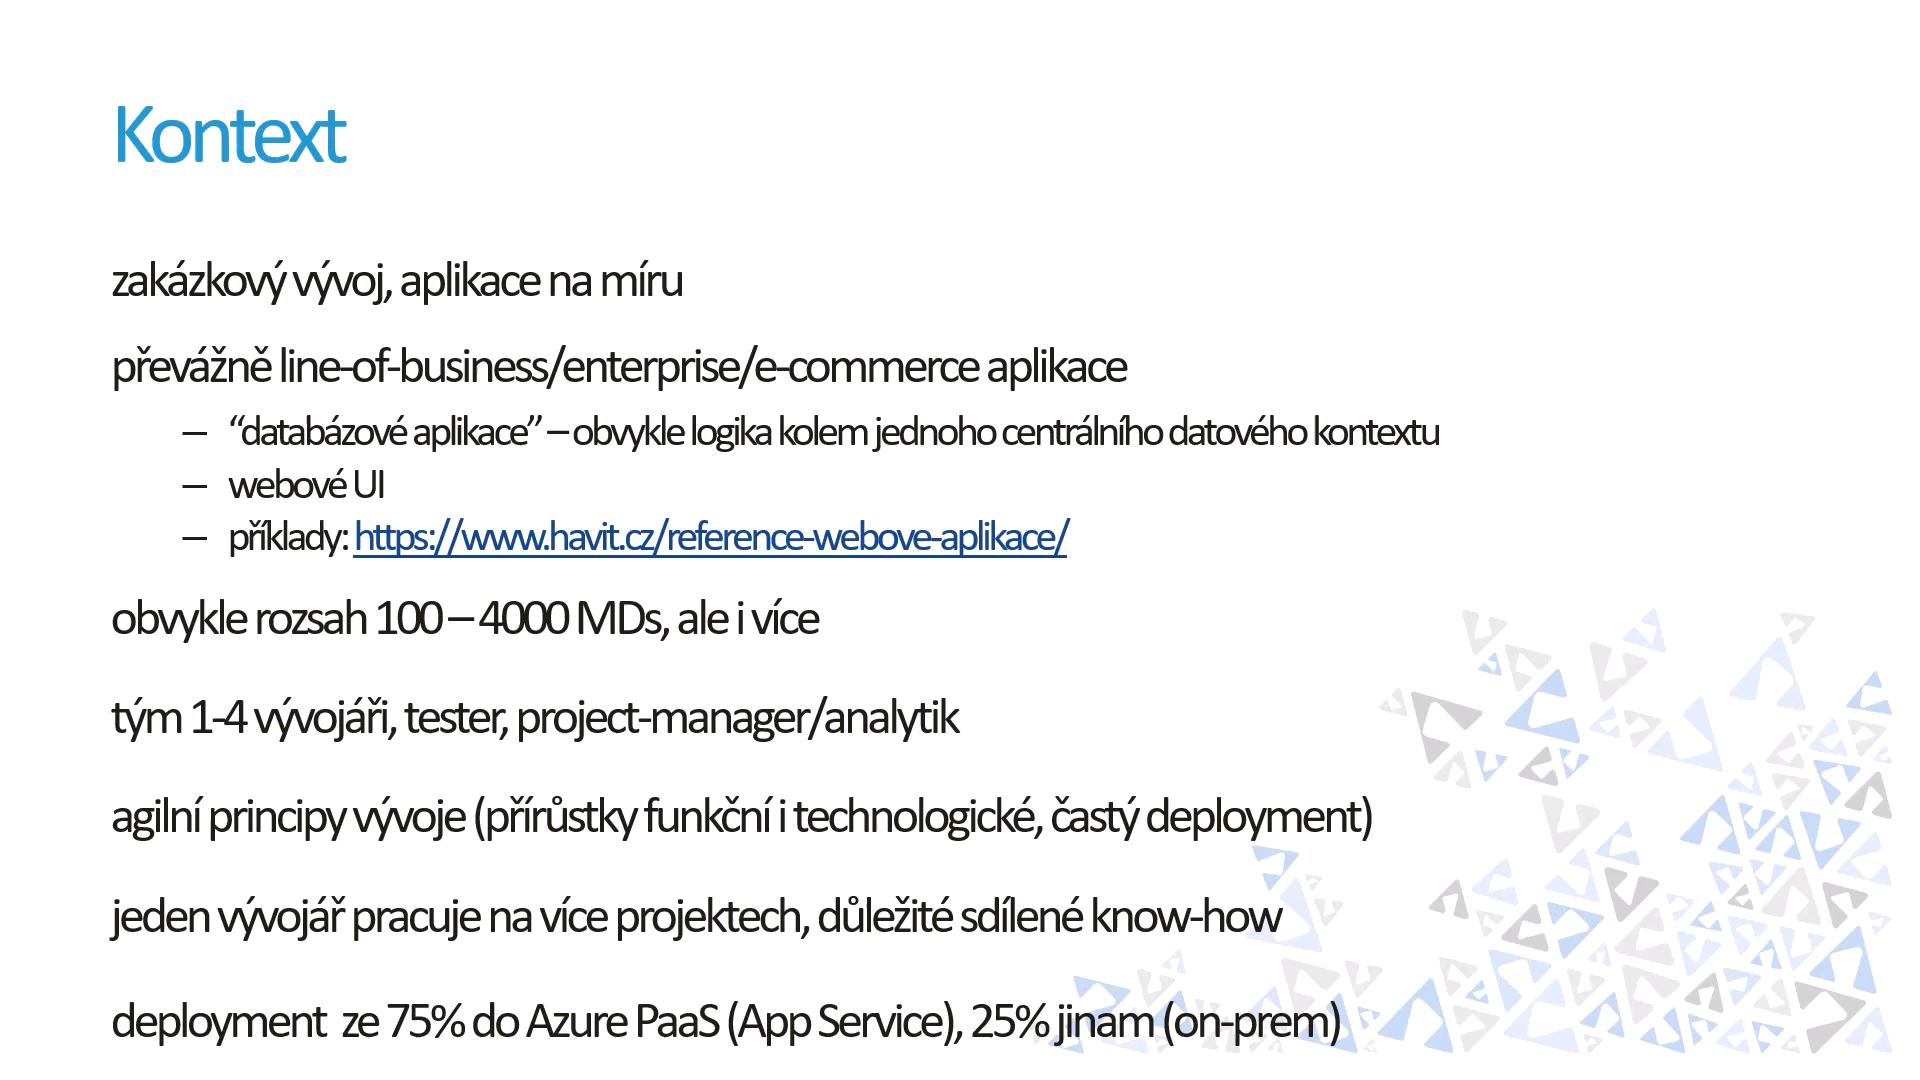 Kontext
zakázkový vývoj, aplikace na míru
převážně line-of-business/enterprise/e-commerce aplikace
– “databázové aplikace” – obvykle logika kolem jednoho centrálního datového kontextu
– webové UI
– příklady: https://www.havit.cz/reference-webove-aplikace/
obvykle rozsah 100 – 4000 MDs, ale i více
tým 1-4 vývojáři, tester, project-manager/analytik
agilní principy vývoje (přírůstky funkční i technologické, častý deployment)
jeden vývojář pracuje na více projektech, důležité sdílené know-how
deployment ze 75% do Azure PaaS (App Service), 25% jinam (on-prem)